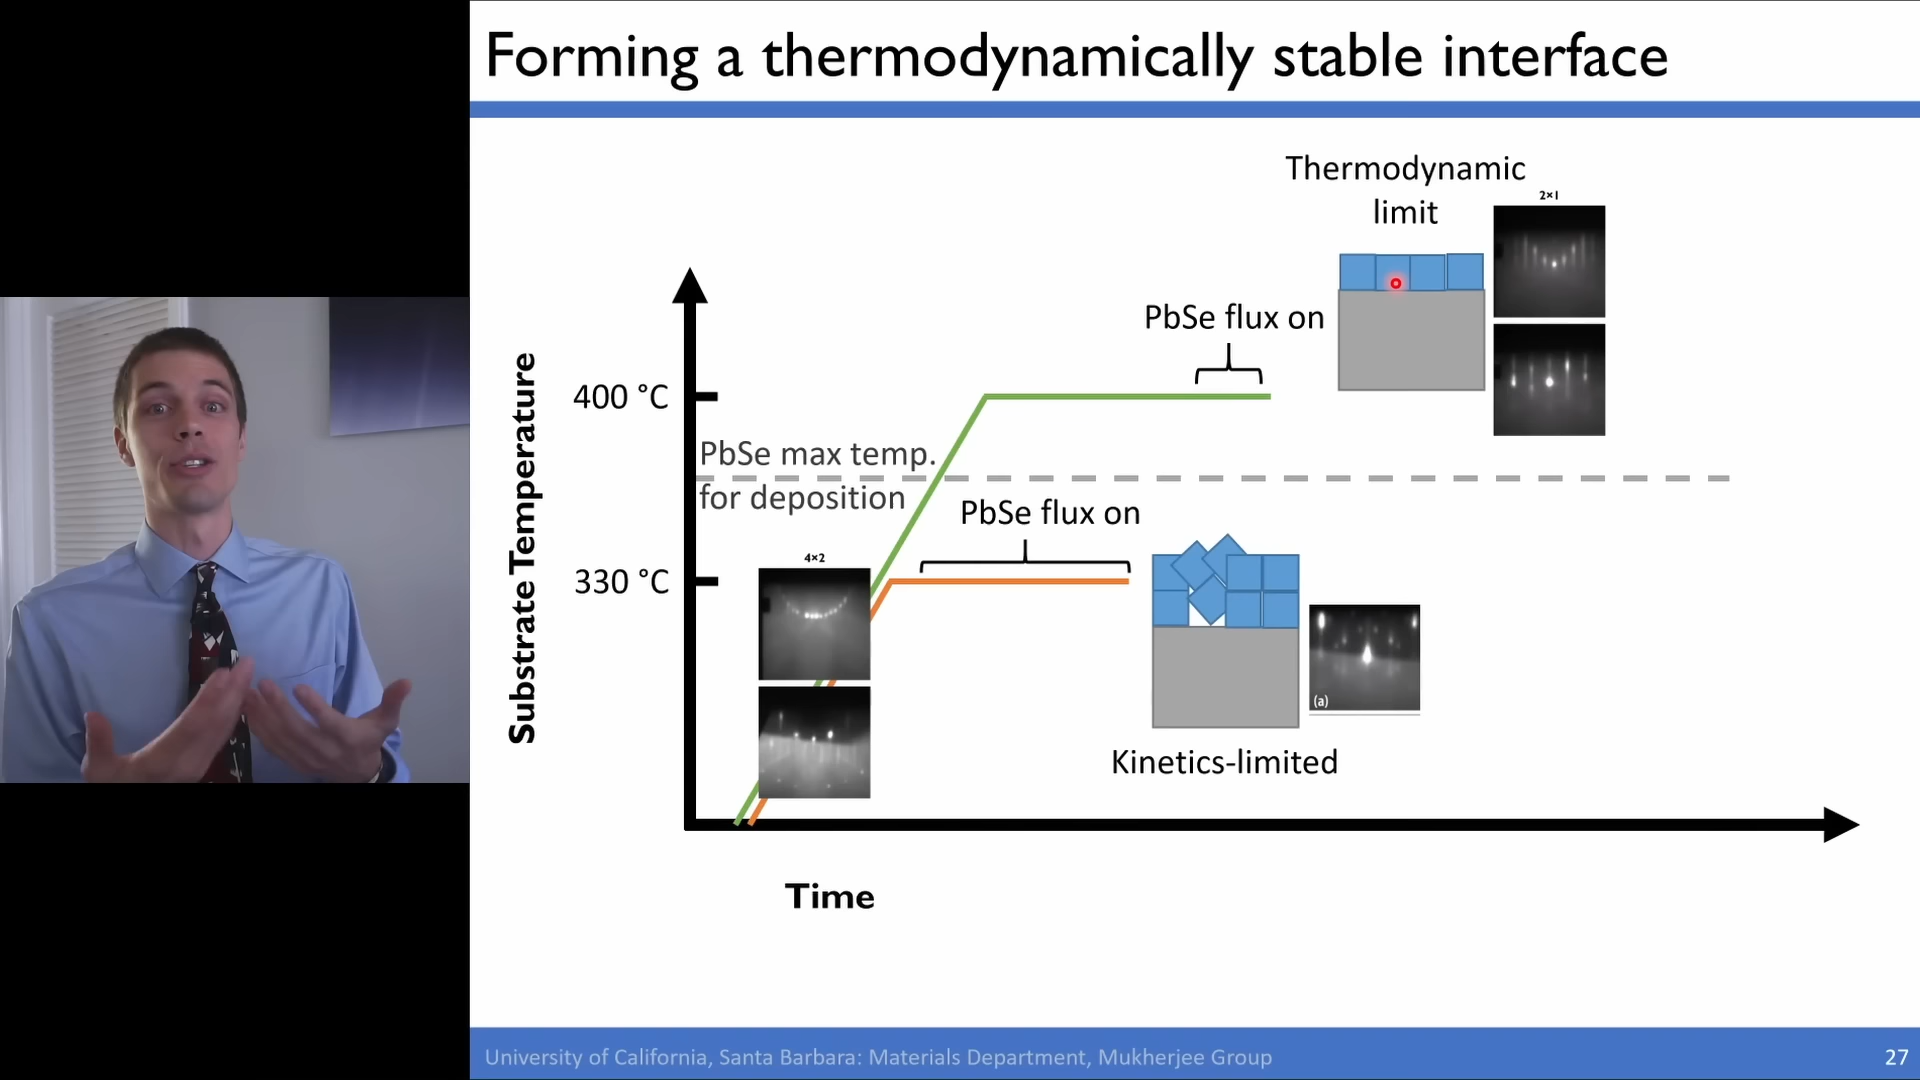 Forming a thermodynamically stable interface
Thermodynamic
limit
2×1
PbSe flux on
400 °C
PbSe max temp.
for deposition
PbSe flux on
4×2
330 °C
Substrate Temperature
(a)
Kinetics-limited
Time
University of California, Santa Barbara: Materials Department, Mukherjee Group
27